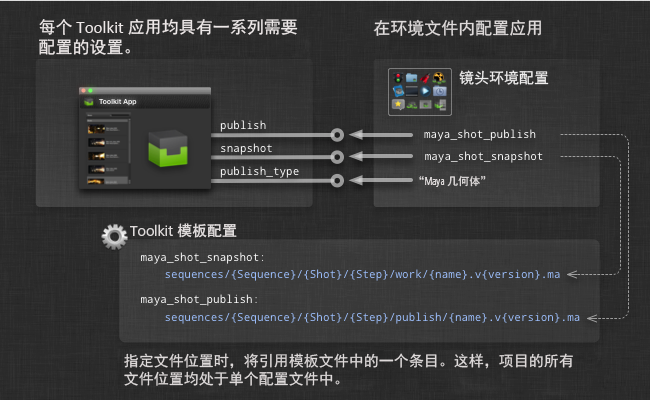 每个 Toolkit 应用均具有一系列需要
配置的设置。
在环境文件内配置应用
Toolkit App
镜头环境配置
publish
maya_shot_publish
snapshot
maya_shot_snapshot
publish_type
“Maya 几何体”
Toolkit 模板配置
maya_shot_snapshot:
sequences/{Sequence}/{Shot}/{Step}/work/{name}.v{version}.ma
maya_shot_publish:
sequences/{Sequence}/{Shot}/{Step}/publish/{name}.v{version}.ma
指定文件位置时，将引用模板文件中的一个条目。这样，项目的所有
文件位置均处于单个配置文件中。